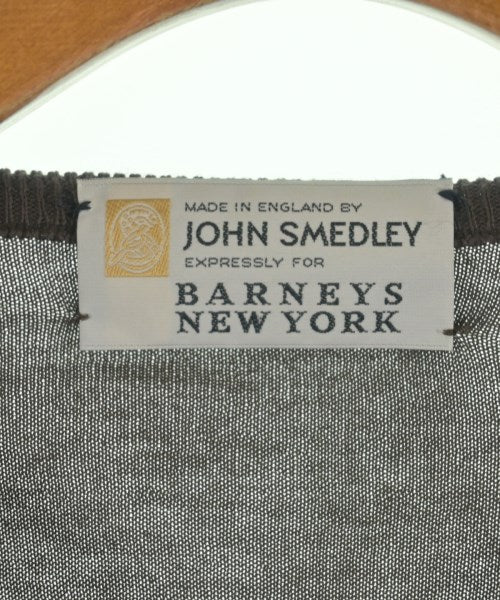 MADE IN ENGLAND BY
JOHN SMEDLEY
EXPRESSLY FOR
BARNEYS
NEW YORK